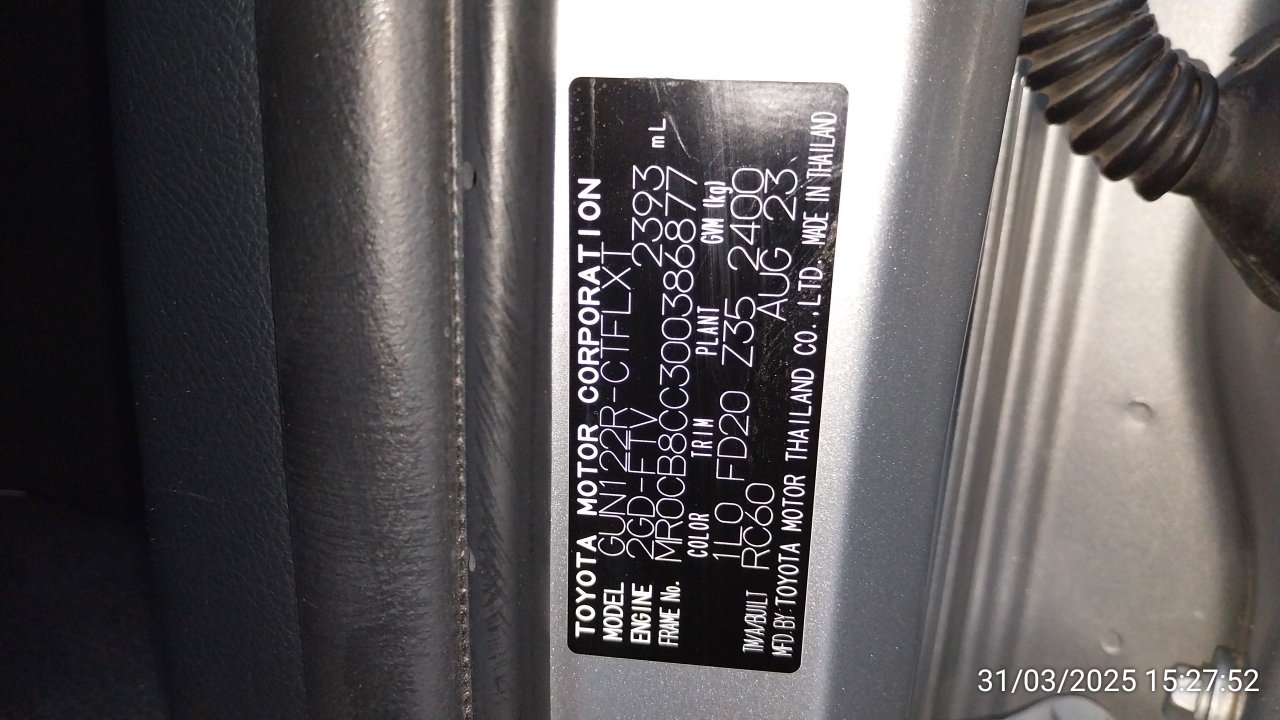 TOYOTA MOTOR CORPORATION
MODEL GUN122R-CTFLXT
ENGINE 2GD-FTV 2393 mL
FRAME No. MR0CB8CC300386877
COLOR TRIM PLANT GVM (kg)
1L0 FD20 Z35 2400
TM/A/BUILT RC60 AUG 23
MFD. BY: TOYOTA MOTOR THAILAND CO.,LTD. MADE IN THAILAND
31/03/2025 15:27:52